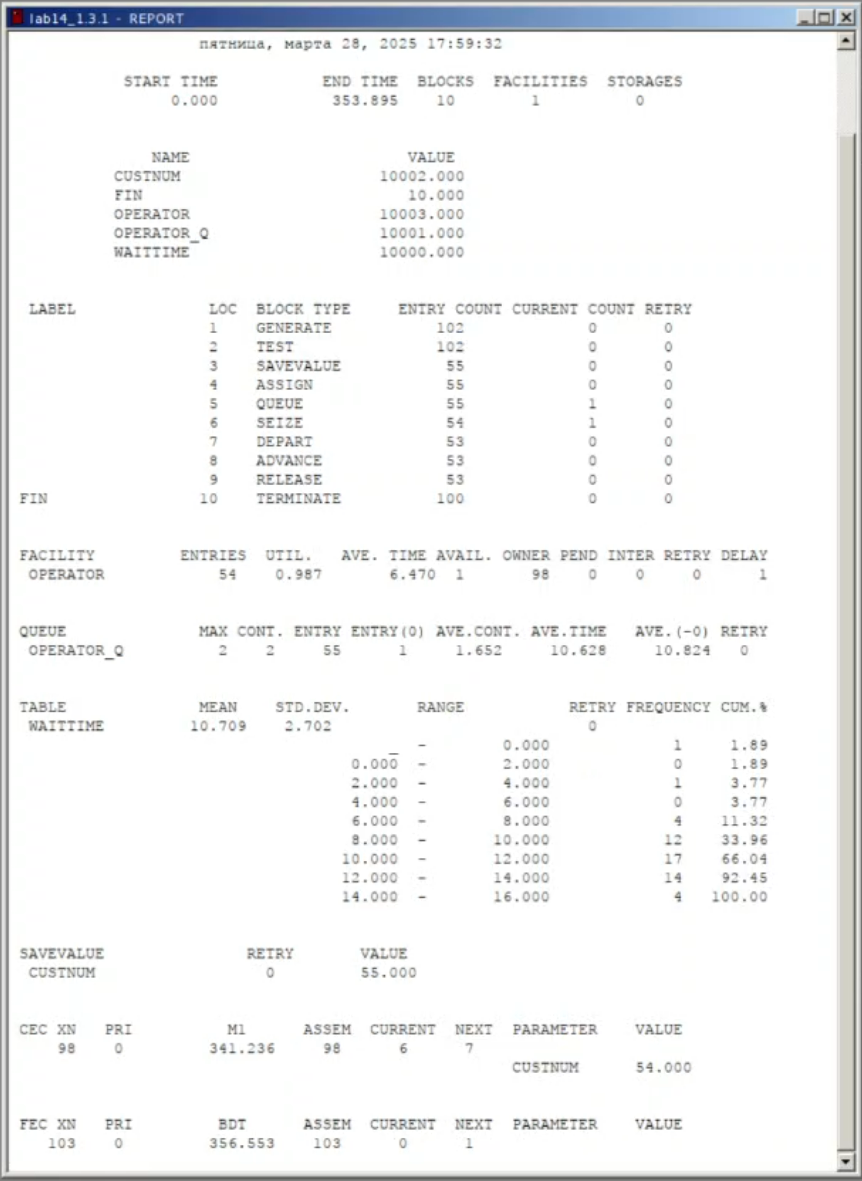 lab14_1.3.1 - REPORT
пятница, марта 28, 2025 17:59:32
START TIME END TIME BLOCKS FACILITIES STORAGES
0.000 353.895 10 1 0
NAME VALUE
CUSTNUM 10002.000
FIN 10.000
OPERATOR 10003.000
OPERATOR_Q 10001.000
WAITTIME 10000.000
LABEL LOC BLOCK TYPE ENTRY COUNT CURRENT COUNT RETRY
1 GENERATE 102 0 0
2 TEST 102 0 0
3 SAVEVALUE 55 0 0
4 ASSIGN 55 0 0
5 QUEUE 55 1 0
6 SEIZE 54 1 0
7 DEPART 53 0 0
8 ADVANCE 53 0 0
9 RELEASE 53 0 0
FIN 10 TERMINATE 100 0 0
FACILITY ENTRIES UTIL. AVE. TIME AVAIL. OWNER PEND INTER RETRY DELAY
OPERATOR 54 0.987 6.470 1 98 0 0 0 1
QUEUE MAX CONT. ENTRY ENTRY(0) AVE.CONT. AVE.TIME AVE.(-0) RETRY
OPERATOR_Q 2 2 55 1 1.652 10.628 10.824 0
TABLE MEAN STD.DEV. RANGE RETRY FREQUENCY CUM.%
WAITTIME 10.709 2.702 0
_ - 0.000 1 1.89
0.000 - 2.000 0 1.89
2.000 - 4.000 1 3.77
4.000 - 6.000 0 3.77
6.000 - 8.000 4 11.32
8.000 - 10.000 12 33.96
10.000 - 12.000 17 66.04
12.000 - 14.000 14 92.45
14.000 - 16.000 4 100.00
SAVEVALUE RETRY VALUE
CUSTNUM 0 55.000
CEC XN PRI M1 ASSEM CURRENT NEXT PARAMETER VALUE
98 0 341.236 98 6 7
CUSTNUM 54.000
FEC XN PRI BDT ASSEM CURRENT NEXT PARAMETER VALUE
103 0 356.553 103 0 1